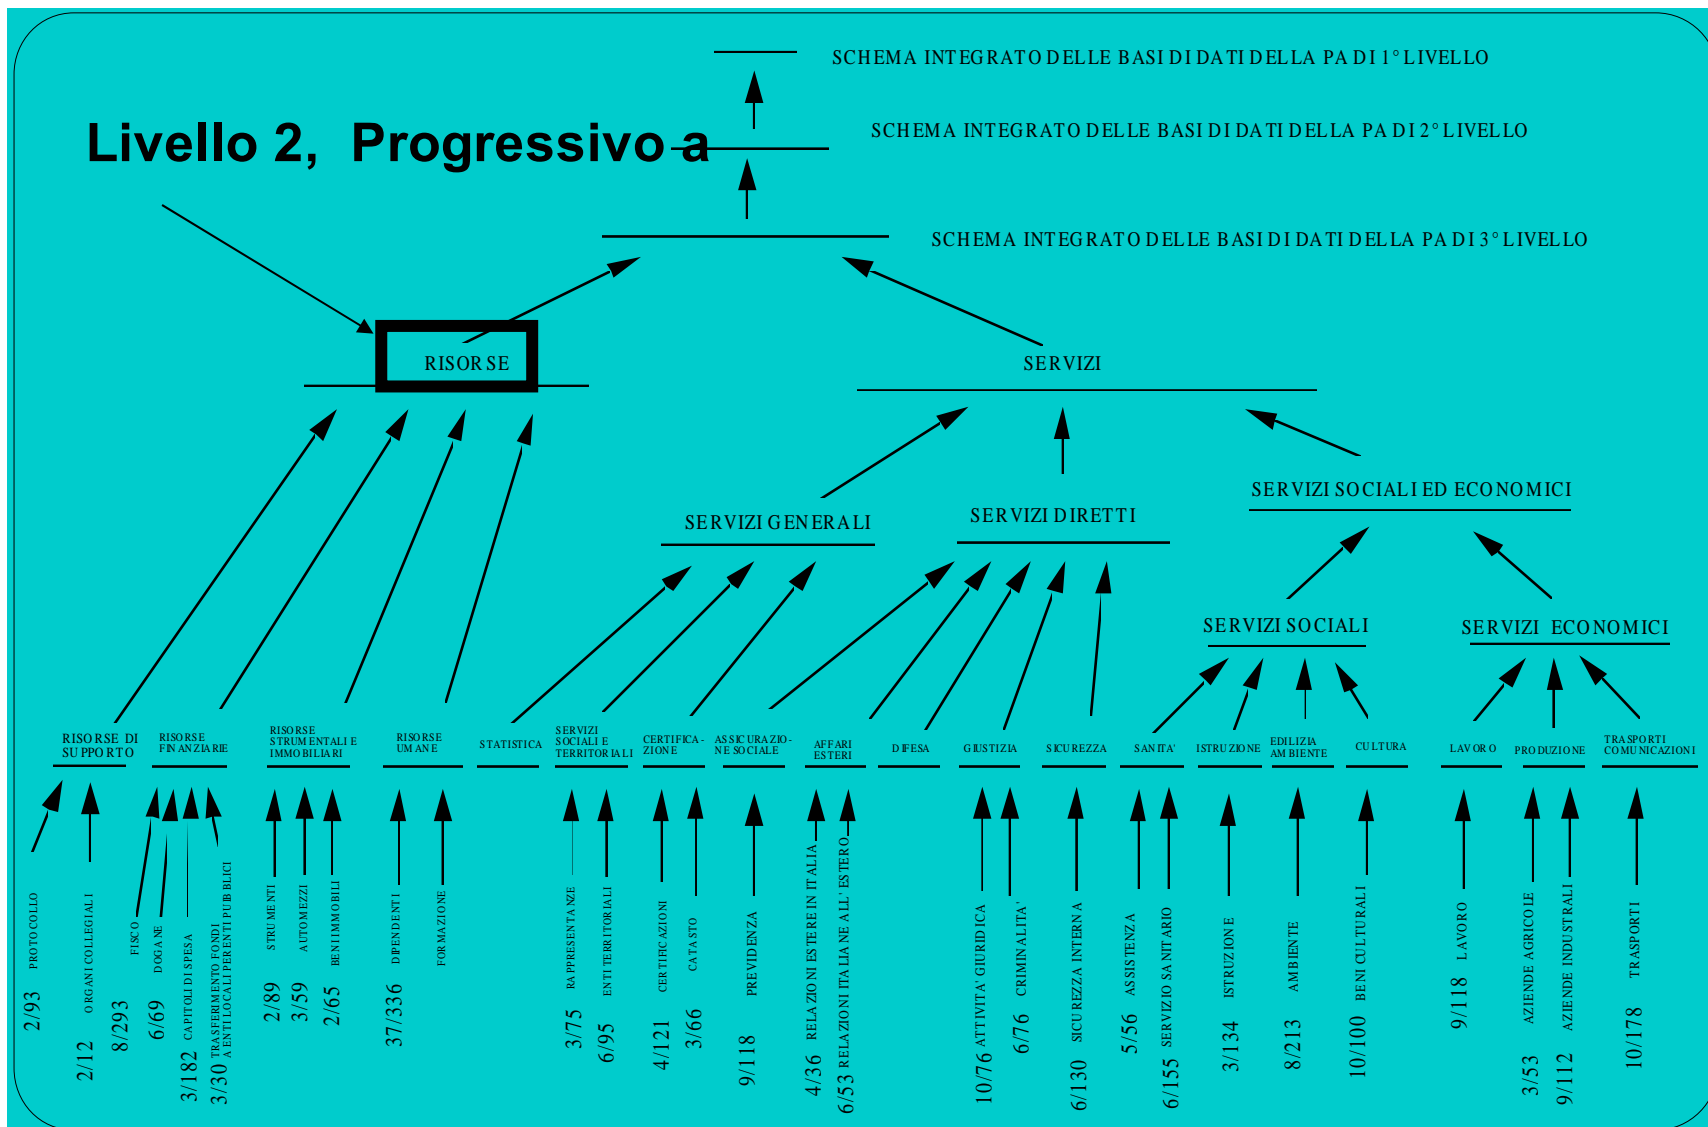 SCHEMA INTEGRATO DELLE BASI DI DATI DELLA PA DI 1° LIVELLO
Livello 2, Progressivo a
SCHEMA INTEGRATO DELLE BASI DI DATI DELLA PA DI 2° LIVELLO
SCHEMA INTEGRATO DELLE BASI DI DATI DELLA PA DI 3° LIVELLO
RISORSE
SERVIZI
SERVIZI GENERALI
SERVIZI DIRETTI
SERVIZI SOCIALI ED ECONOMICI
SERVIZI SOCIALI
SERVIZI ECONOMICI
RISORSE DI
SUPPORTO
RISORSE
FINANZIARIE
RISORSE
STRUMENTALI E
IMMOBILIARI
RISORSE
UMANE
STATISTICA
SERVIZI
SOCIALI E
TERRITORIALI
CERTIFICA-
ZIONE
ASSICURAZIO-
NE SOCIALE
AFFARI
ESTERI
DIFESA
GIUSTIZIA
SICUREZZA
SANITA'
ISTRUZIONE
EDILIZIA
AMBIENTE
CULTURA
LAVORO
PRODUZIONE
TRASPORTI
COMUNICAZIONI
2/93 PROTOCOLLO
2/12 ORGANI COLLEGIALI
8/293 FISCO
6/69 DOGANE
3/182 CAPITOLI DI SPESA
3/30 TRASFERIMENTO FONDI
A ENTI LOCALI PER ENTI PUBBLICI
2/89 STRUMENTI
3/59 AUTOMEZZI
2/65 BENI IMMOBILI
37/336 DIPENDENTI
FORMAZIONE
3/75 RAPPRESENTANZE
6/95 ENTI TERRITORIALI
4/121 CERTIFICAZIONI
3/66 CATASTO
9/118 PREVIDENZA
4/36 RELAZIONI ESTERE IN ITALIA
6/53 RELAZIONI ITALIANE ALL' ESTERO
10/76 ATTIVITA' GIURIDICA
6/76 CRIMINALITA'
6/130 SICUREZZA INTERNA
5/56 ASSISTENZA
6/155 SERVIZIO SANITARIO
3/134 ISTRUZIONE
8/213 AMBIENTE
10/100 BENI CULTURALI
9/118 LAVORO
3/53 AZIENDE AGRICOLE
9/112 AZIENDE INDUSTRALI
10/178 TRASPORTI